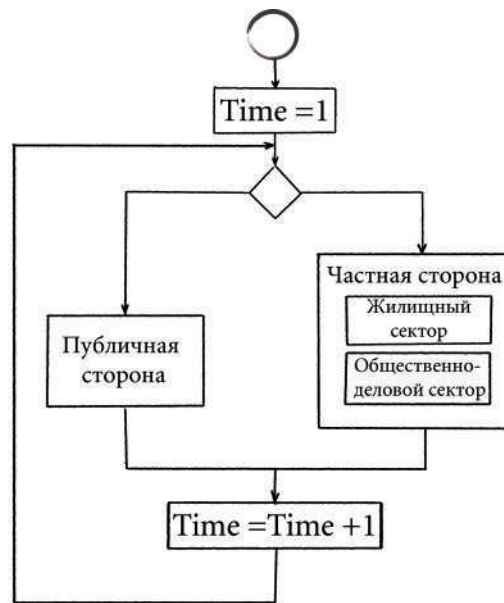 Time =1
Частная сторона
Жилищный
сектор
Публичная
сторона
Общественно-
деловой сектор
Time =Time +1